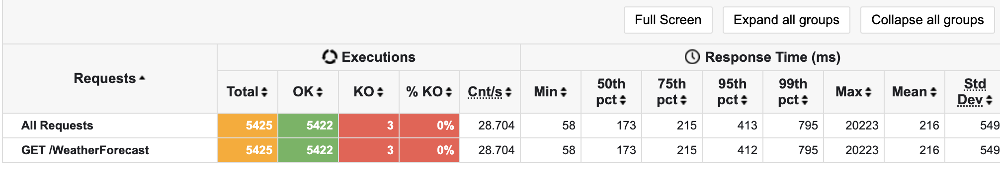 Full Screen Expand all groups Collapse all groups
Requests Executions Response Time (ms)
Total OK KO % KO Cnt/s Min 50th pct 75th pct 95th pct 99th pct Max Mean Std Dev
All Requests 5425 5422 3 0% 28.704 58 173 215 413 795 20223 216 549
GET /WeatherForecast 5425 5422 3 0% 28.704 58 173 215 412 795 20223 216 549